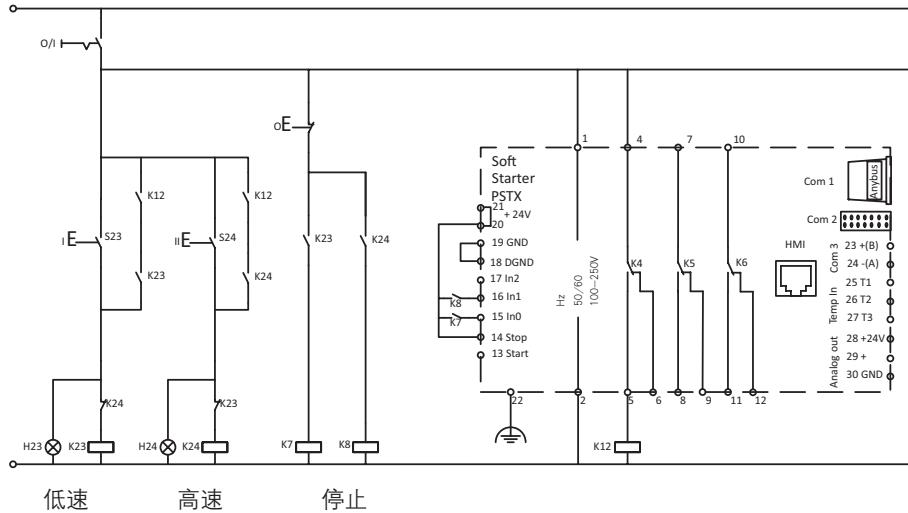 O/I
O E
K12
K12
I E
S23
II E
S24
K23
K24
K23
K24
K24
K23
H23
K23
H24
K24
K7
K8
低速
高速
停止
1
4
7
10
Soft
Starter
PSTX
21
+ 24V
20
19 GND
18 DGND
17 In2
16 In1
15 In0
14 Stop
13 Start
K8
K7
22
Hz
50/60
100-250V
K4
K5
K6
2
5
6
8
9
11
12
K12
Com 1
Anybus
Com 2
HMI
Com 3
23 +(B)
24 -(A)
Temp In
25 T1
26 T2
27 T3
Analog out
28 +24V
29 +
30 GND